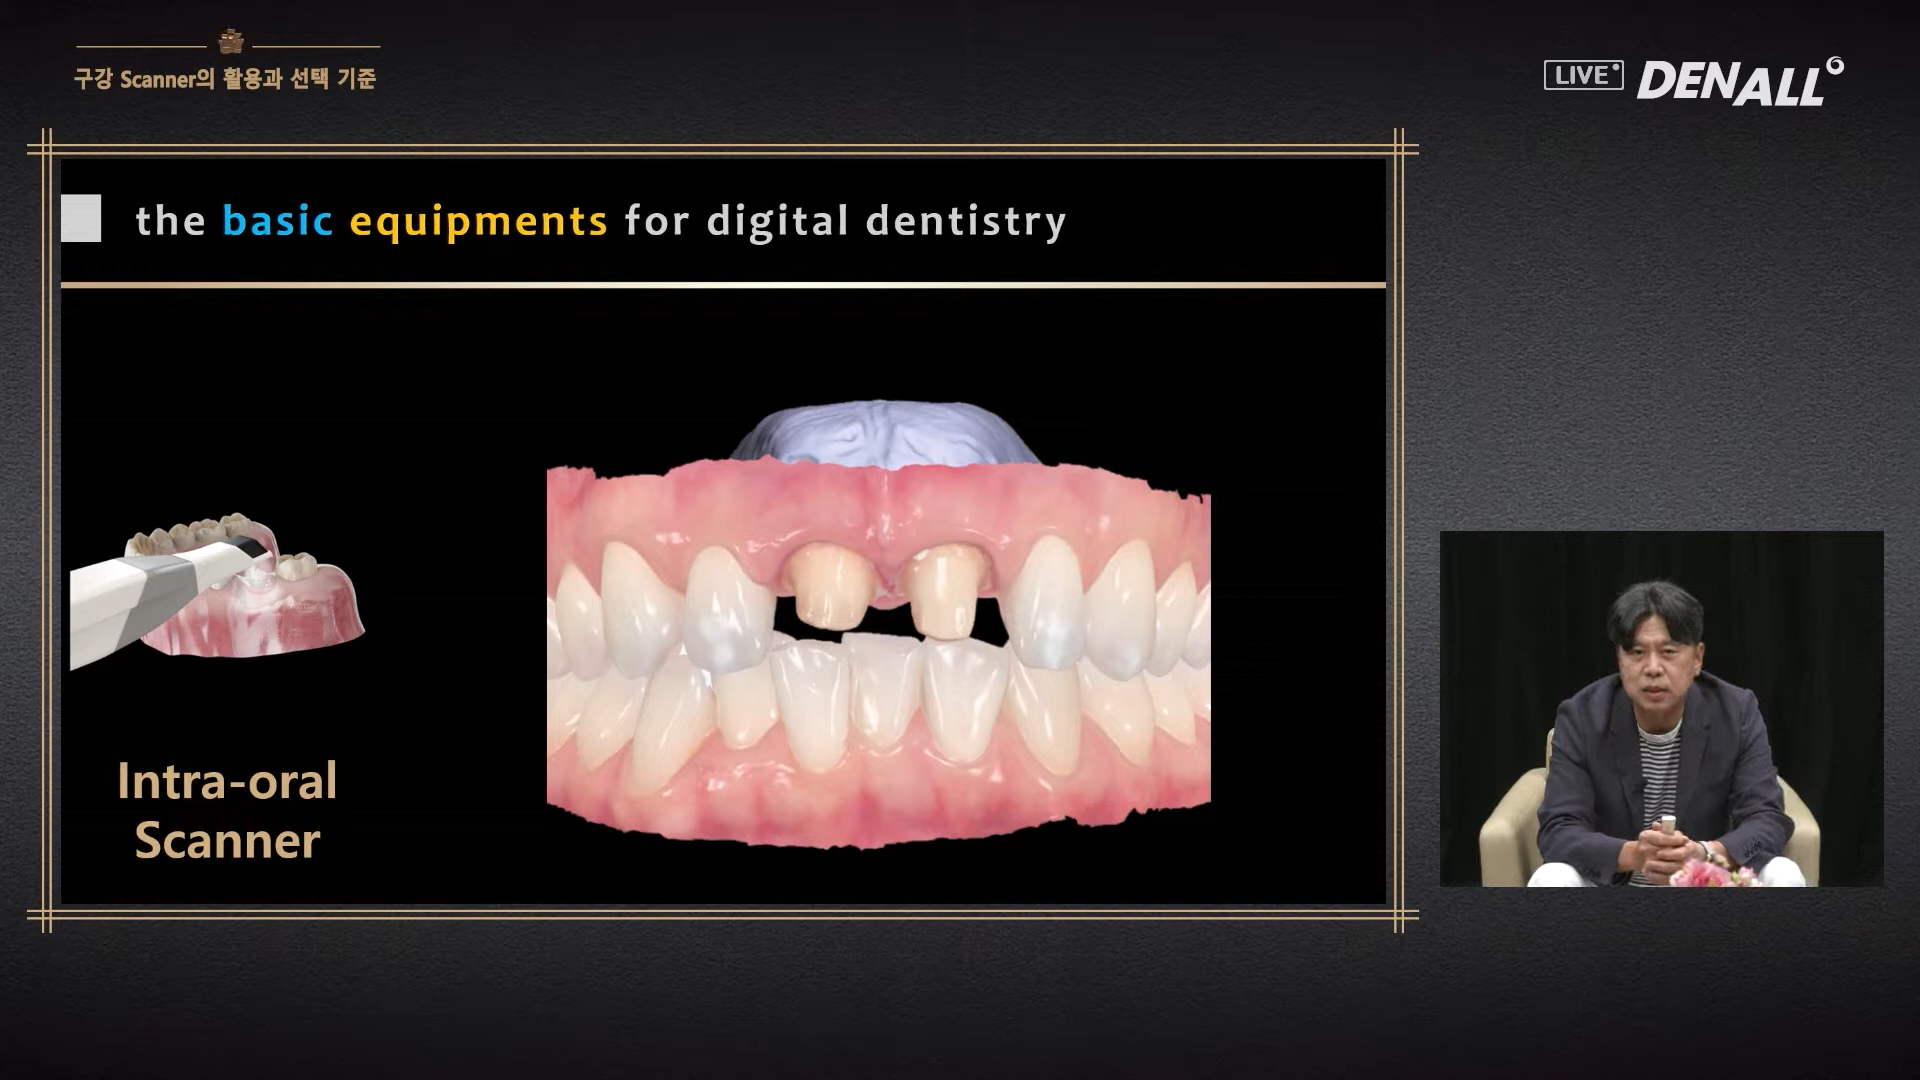 구강 Scanner의 활용과 선택 기준
LIVE DENALL
the basic equipments for digital dentistry
Intra-oral
Scanner